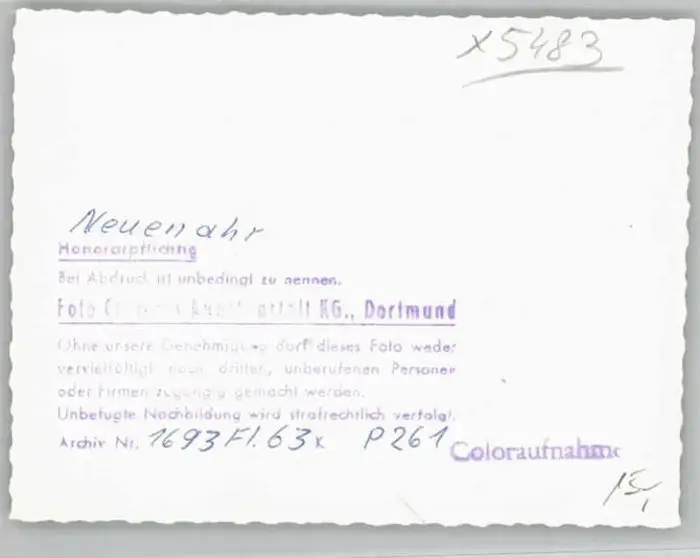 x5483
Neuenahr
Honorarpflichtig
Bei Abdruck ist unbedingt zu nennen.
Foto KG., Dortmund
Ohne unsere Genehmigung darf dieses Foto weder
vervielfältigt noch dritten, unberufenen Personen
oder Firmen zugängig gemacht werden.
Unbefugte Nachbildung wird strafrechtlich verfolgt.
Archiv Nr. 1693 Fl. 63 K P 261
Coloraufnahme